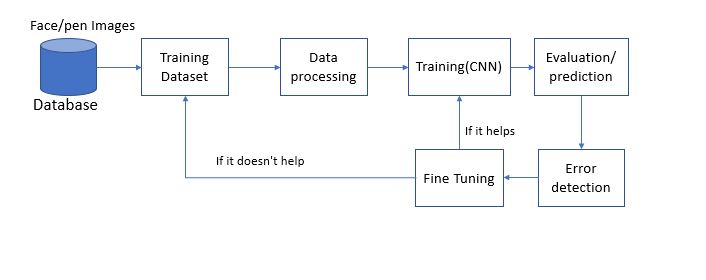 Face/pen Images
Database
Training
Dataset
Data
processing
Training(CNN)
Evaluation/
prediction
If it helps
If it doesn't help
Fine Tuning
Error
detection